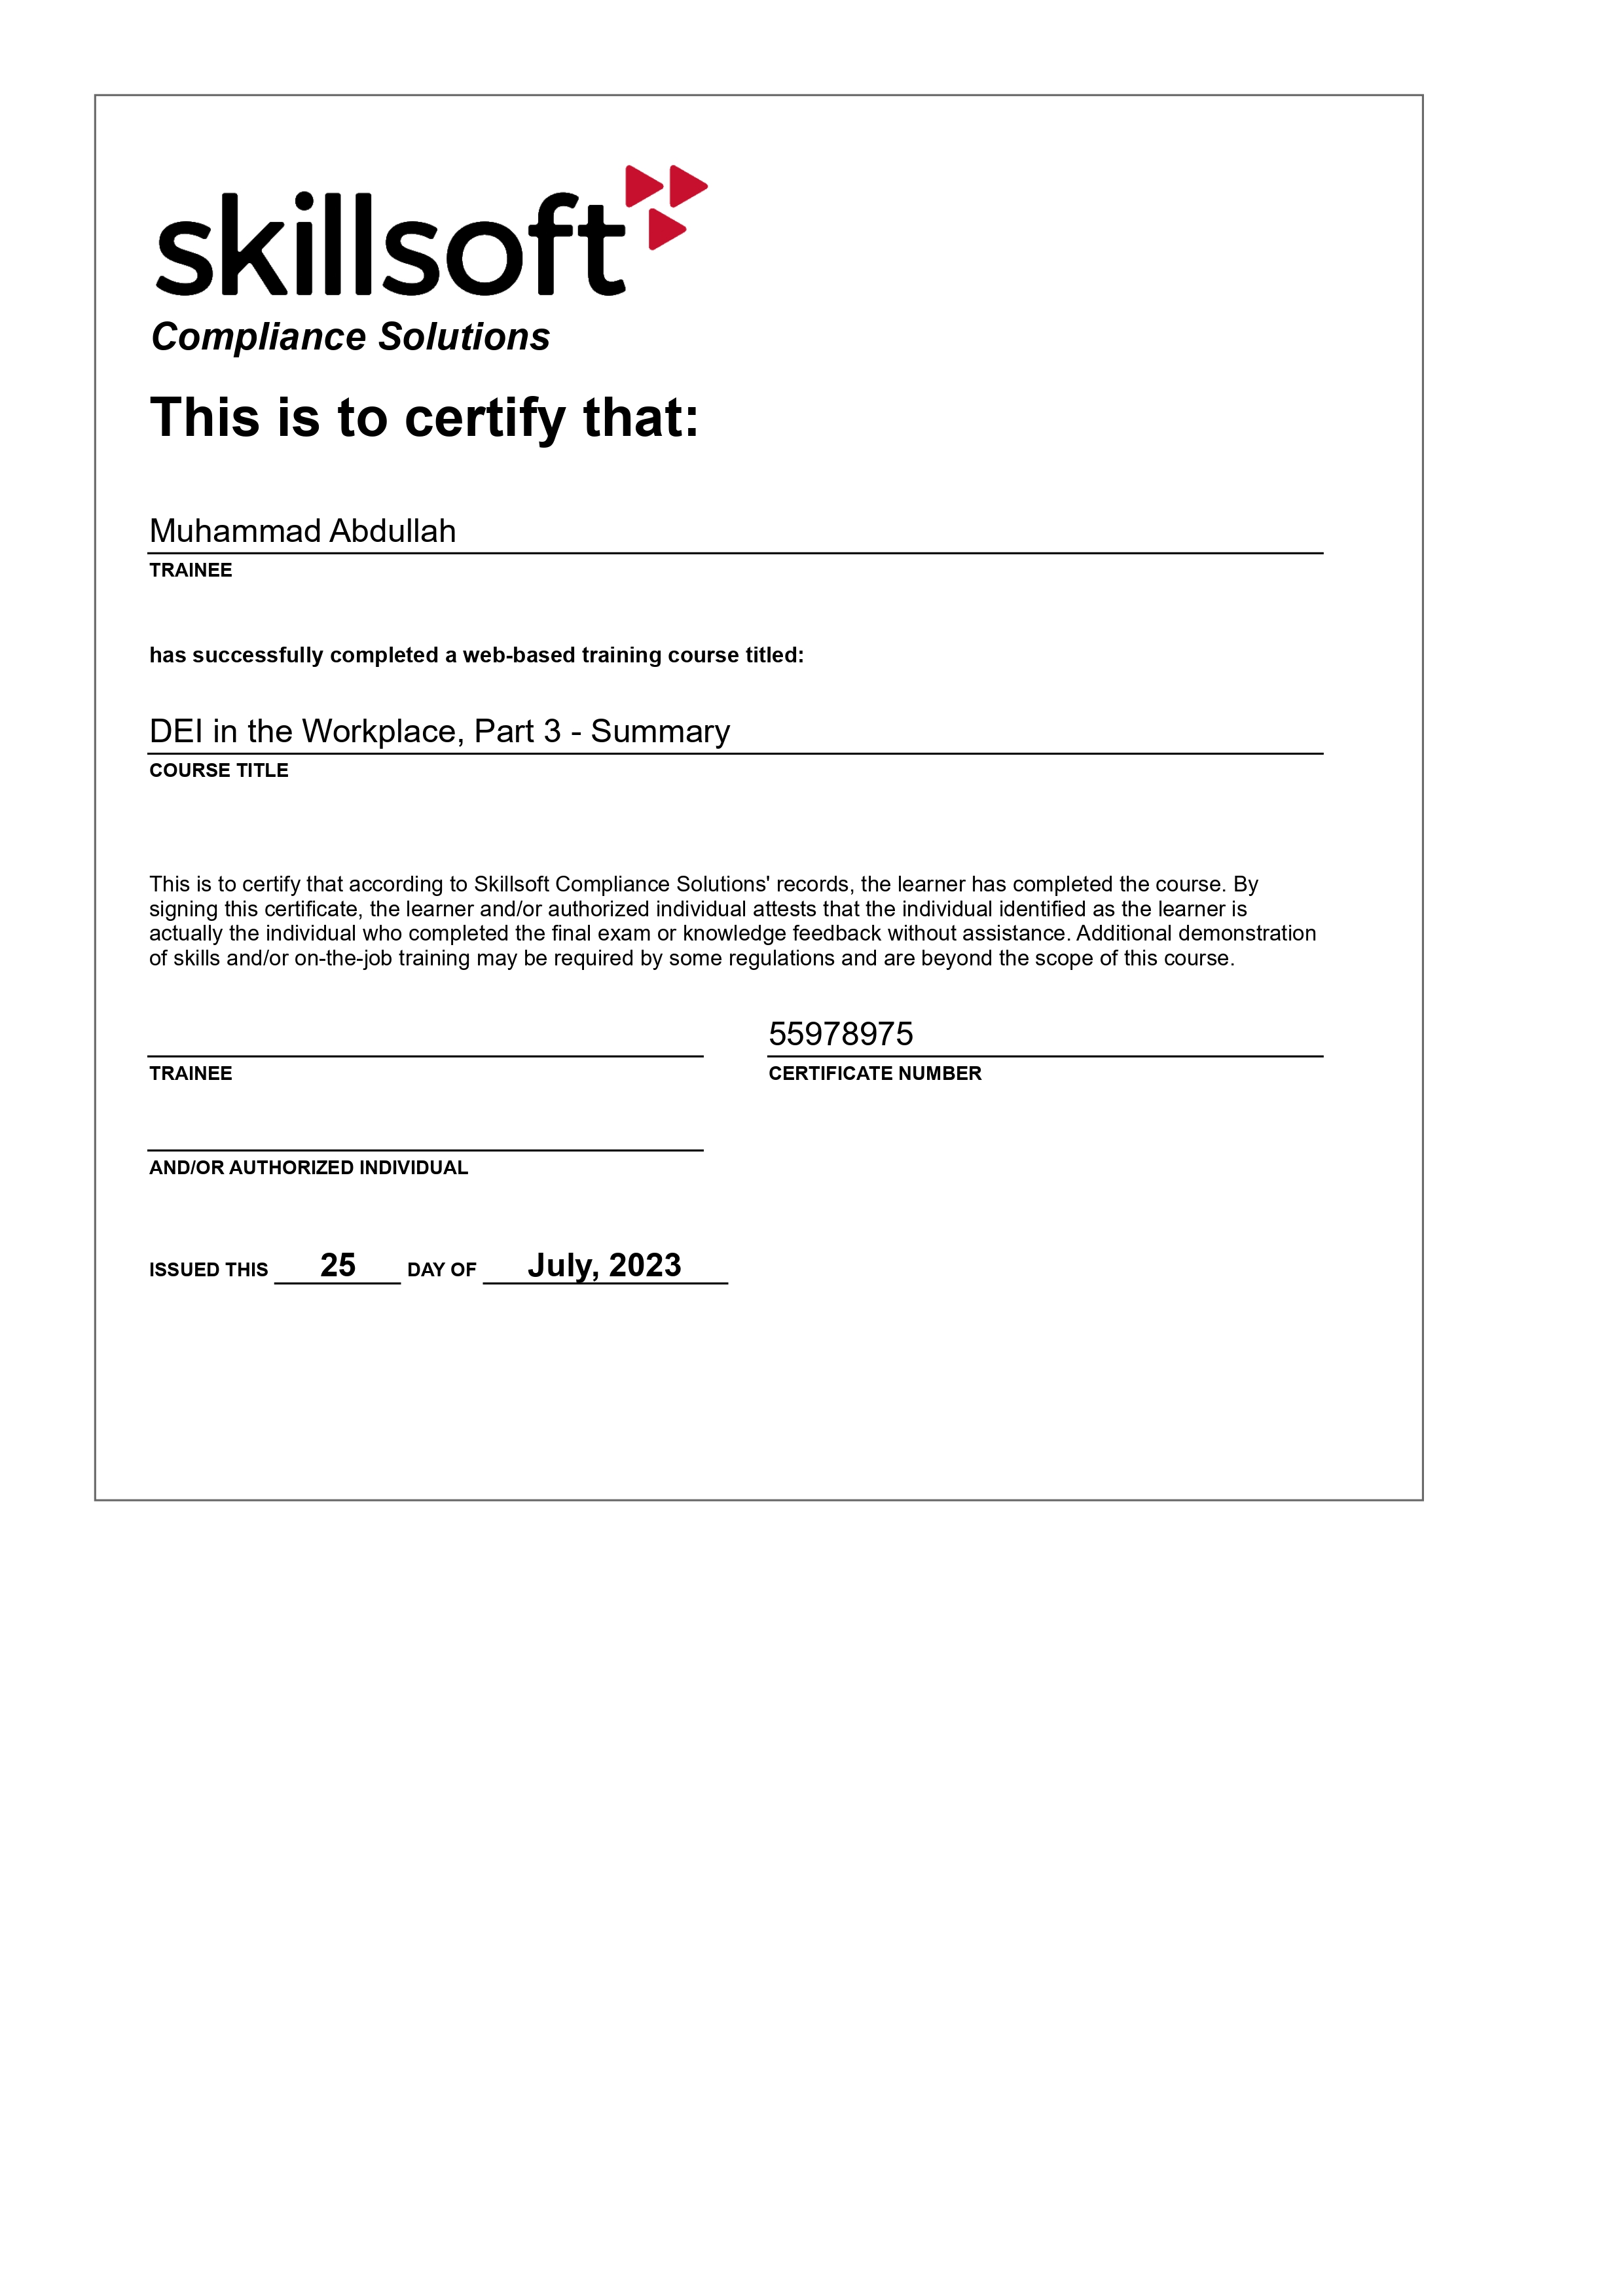 skillsoft
Compliance Solutions
This is to certify that:
Muhammad Abdullah
TRAINEE
has successfully completed a web-based training course titled:
DEI in the Workplace, Part 3 - Summary
COURSE TITLE
This is to certify that according to Skillsoft Compliance Solutions' records, the learner has completed the course. By
signing this certificate, the learner and/or authorized individual attests that the individual identified as the learner is
actually the individual who completed the final exam or knowledge feedback without assistance. Additional demonstration
of skills and/or on-the-job training may be required by some regulations and are beyond the scope of this course.
55978975
TRAINEE CERTIFICATE NUMBER
AND/OR AUTHORIZED INDIVIDUAL
ISSUED THIS 25 DAY OF July, 2023